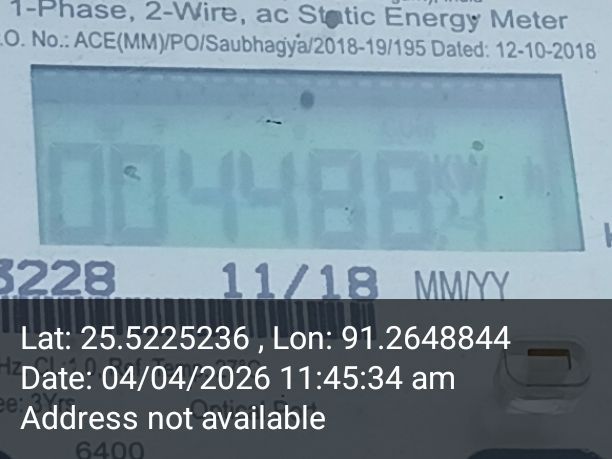 1-Phase, 2-Wire, ac Static Energy Meter
.O. No.: ACE(MM)/PO/Saubhagya/2018-19/195 Dated: 12-10-2018
004488 kW h
3228 11/18 MM/YY
Lat: 25.5225236 , Lon: 91.2648844
Date: 04/04/2026 11:45:34 am
Address not available
6400